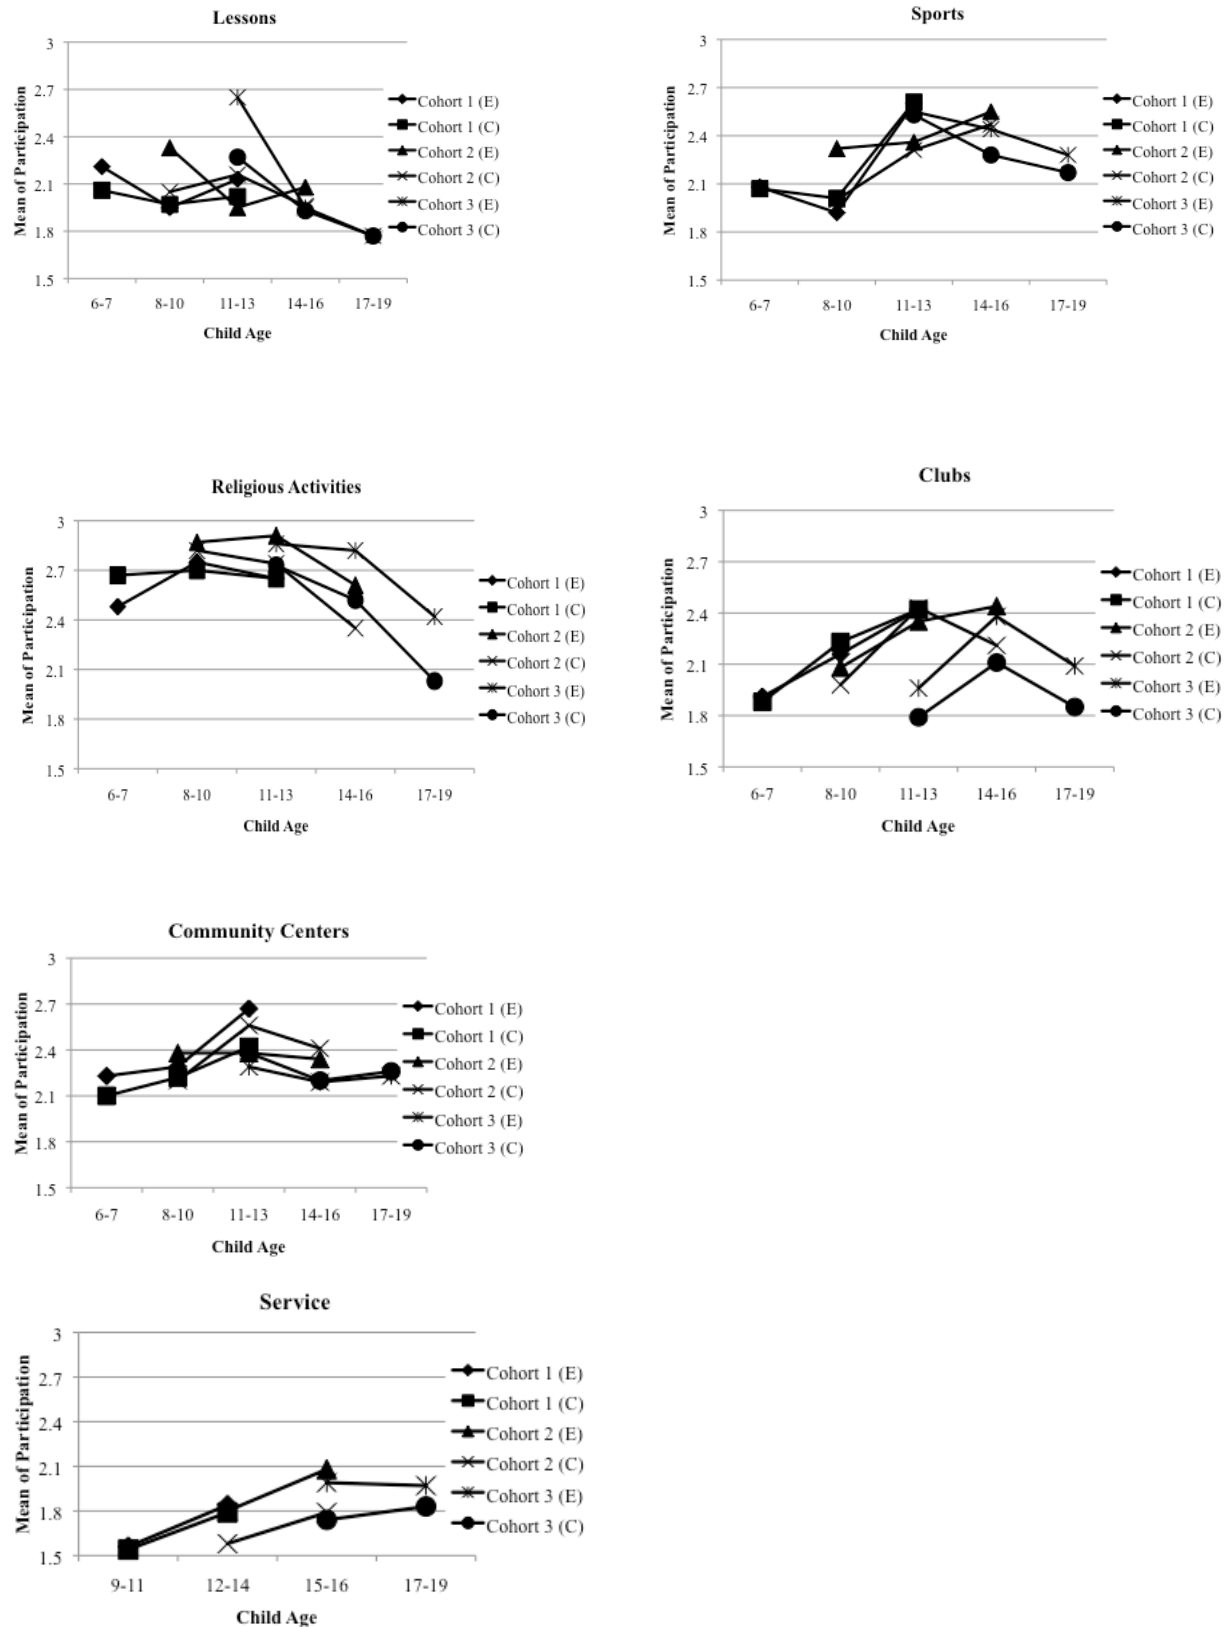 Lessons
3
2.7
2.4
2.1
1.8
1.5
Mean of Participation
6-7 8-10 11-13 14-16 17-19
Child Age
Cohort 1 (E)
Cohort 1 (C)
Cohort 2 (E)
Cohort 2 (C)
Cohort 3 (E)
Cohort 3 (C)
Sports
3
2.7
2.4
2.1
1.8
1.5
Mean of Participation
6-7 8-10 11-13 14-16 17-19
Child Age
Cohort 1 (E)
Cohort 1 (C)
Cohort 2 (E)
Cohort 2 (C)
Cohort 3 (E)
Cohort 3 (C)
Religious Activities
3
2.7
2.4
2.1
1.8
1.5
Mean of Participation
6-7 8-10 11-13 14-16 17-19
Child Age
Cohort 1 (E)
Cohort 1 (C)
Cohort 2 (E)
Cohort 2 (C)
Cohort 3 (E)
Cohort 3 (C)
Clubs
3
2.7
2.4
2.1
1.8
1.5
Mean of Participation
6-7 8-10 11-13 14-16 17-19
Child Age
Cohort 1 (E)
Cohort 1 (C)
Cohort 2 (E)
Cohort 2 (C)
Cohort 3 (E)
Cohort 3 (C)
Community Centers
3
2.7
2.4
2.1
1.8
1.5
Mean of Participation
6-7 8-10 11-13 14-16 17-19
Child Age
Cohort 1 (E)
Cohort 1 (C)
Cohort 2 (E)
Cohort 2 (C)
Cohort 3 (E)
Cohort 3 (C)
Service
3
2.7
2.4
2.1
1.8
1.5
Mean of Participation
9-11 12-14 15-16 17-19
Child Age
Cohort 1 (E)
Cohort 1 (C)
Cohort 2 (E)
Cohort 2 (C)
Cohort 3 (E)
Cohort 3 (C)